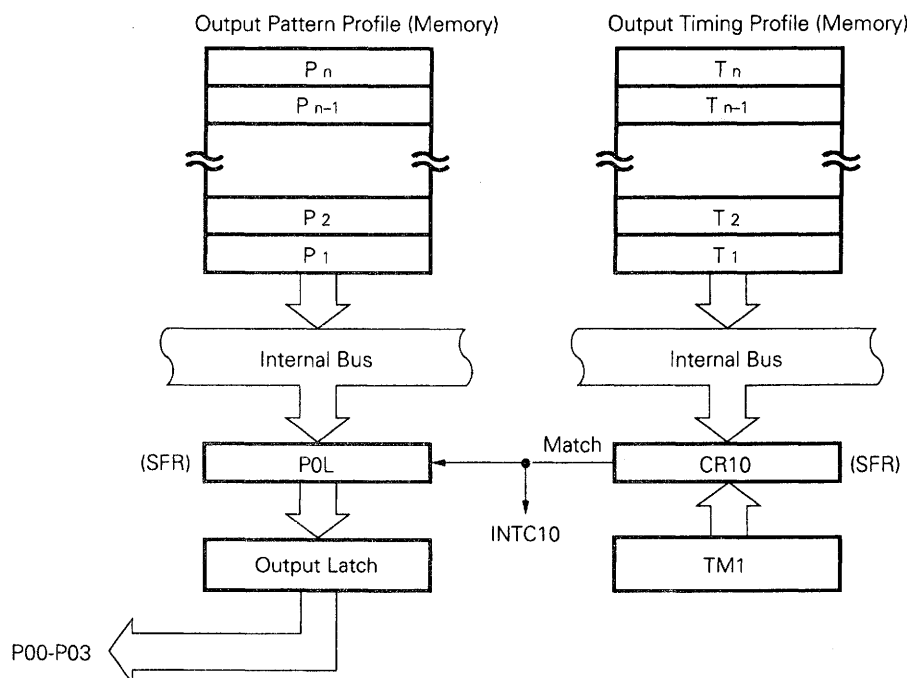 Output Pattern Profile (Memory)
Output Timing Profile (Memory)
P n
T n
P n–1
T n–1
P 2
T 2
P 1
T 1
Internal Bus
Internal Bus
(SFR)
P0L
Match
CR10
(SFR)
INTC10
Output Latch
TM1
P00-P03